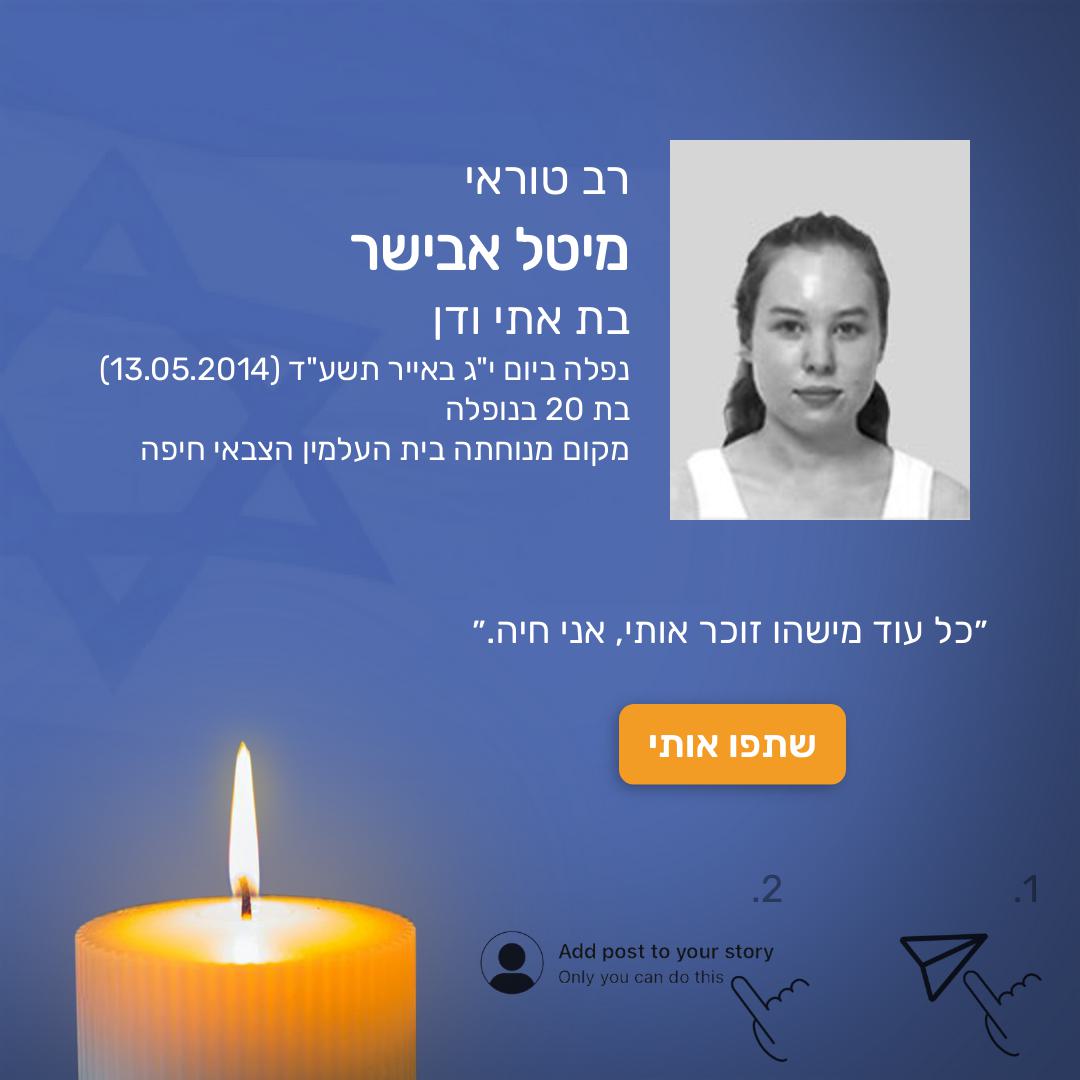 רב טוראי
מיטל אבישר
בת אתי ודן
נפלה ביום י"ג באייר תשע"ד (13.05.2014)
בת 20 בנופלה
מקום מנוחתה בית העלמין הצבאי חיפה
״כל עוד מישהו זוכר אותי, אני חיה.״
שתפו אותי
1.
2.
Add post to your story
Only you can do this